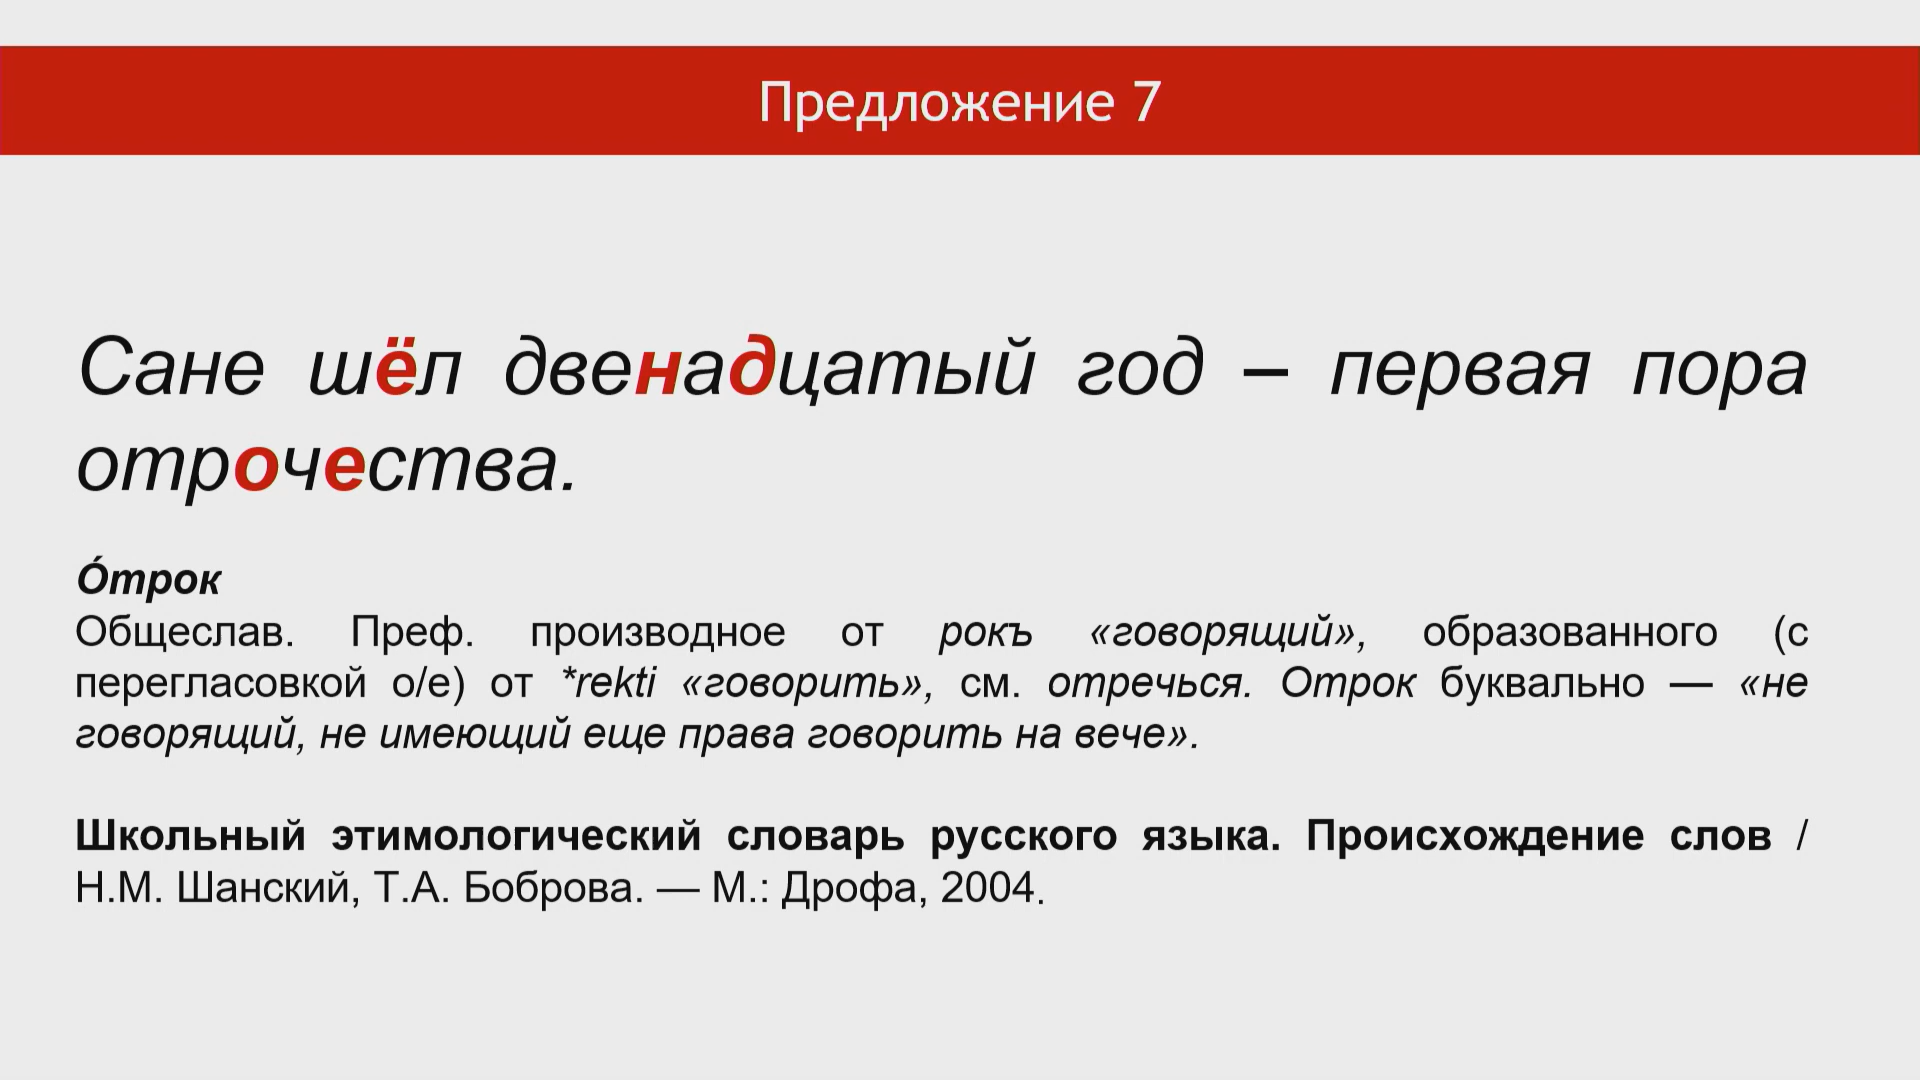 Предложение 7
Сане шёл двенадцатый год – первая пора
отрочества.
О́трок
Общеслав. Преф. производное от рокъ «говорящий», образованного (с
перегласовкой о/е) от *rekti «говорить», см. отречься. Отрок буквально — «не
говорящий, не имеющий еще права говорить на вече».
Школьный этимологический словарь русского языка. Происхождение слов /
Н.М. Шанский, Т.А. Боброва. — М.: Дрофа, 2004.